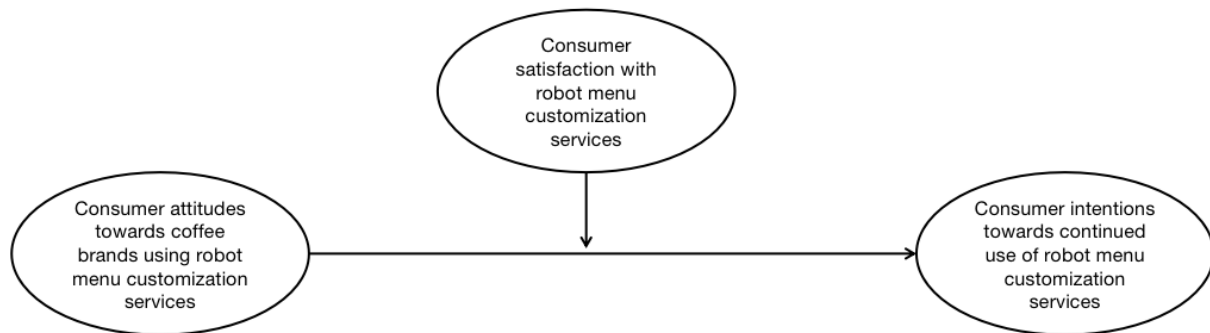 Consumer
satisfaction with
robot menu
customization
services
Consumer attitudes
towards coffee
brands using robot
menu customization
services
Consumer intentions
towards continued
use of robot menu
customization
services